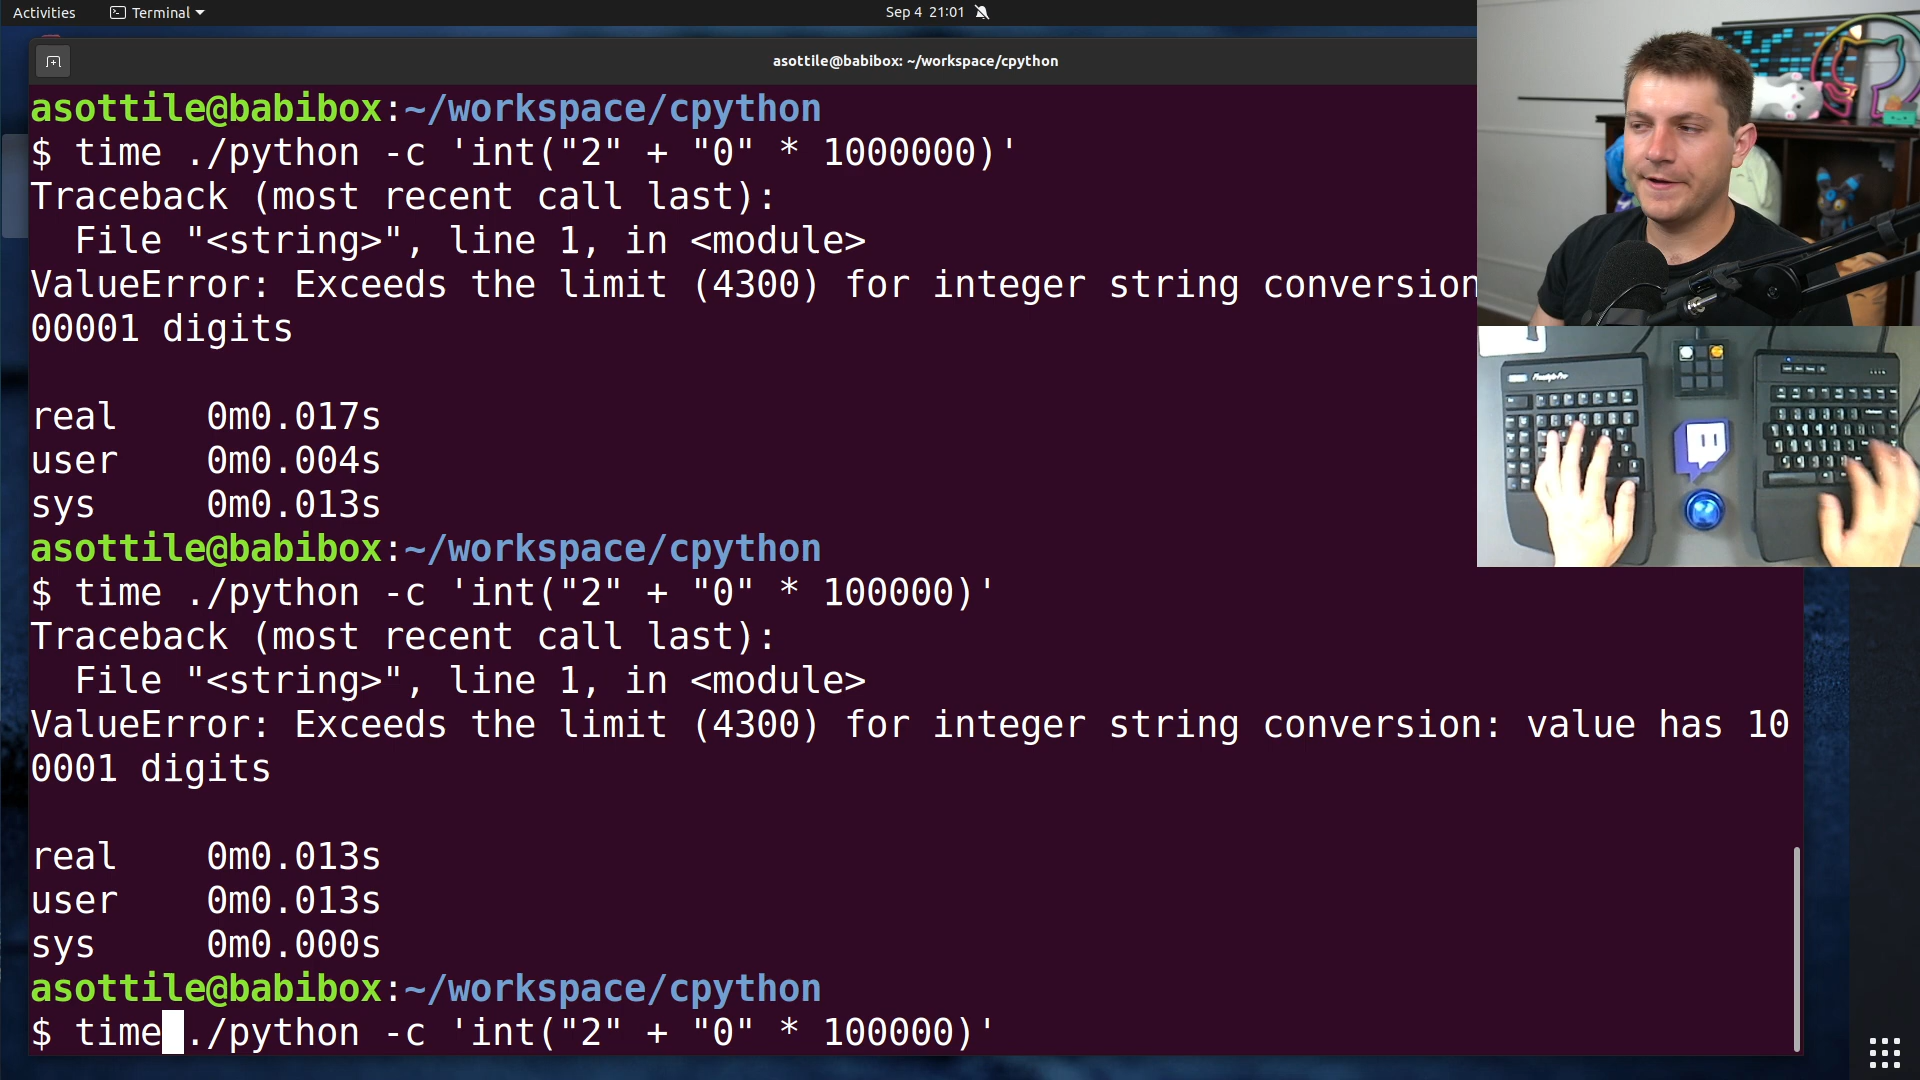 Activities
Terminal
Sep 4 21:01
asottile@babibox: ~/workspace/cpython
asottile@babibox:~/workspace/cpython
$ time ./python -c 'int("2" + "0" * 1000000)'
Traceback (most recent call last):
  File "<string>", line 1, in <module>
ValueError: Exceeds the limit (4300) for integer string conversion
00001 digits
real    0m0.017s
user    0m0.004s
sys     0m0.013s
asottile@babibox:~/workspace/cpython
$ time ./python -c 'int("2" + "0" * 100000)'
Traceback (most recent call last):
  File "<string>", line 1, in <module>
ValueError: Exceeds the limit (4300) for integer string conversion: value has 10
0001 digits
real    0m0.013s
user    0m0.013s
sys     0m0.000s
asottile@babibox:~/workspace/cpython
$ time ./python -c 'int("2" + "0" * 100000)'